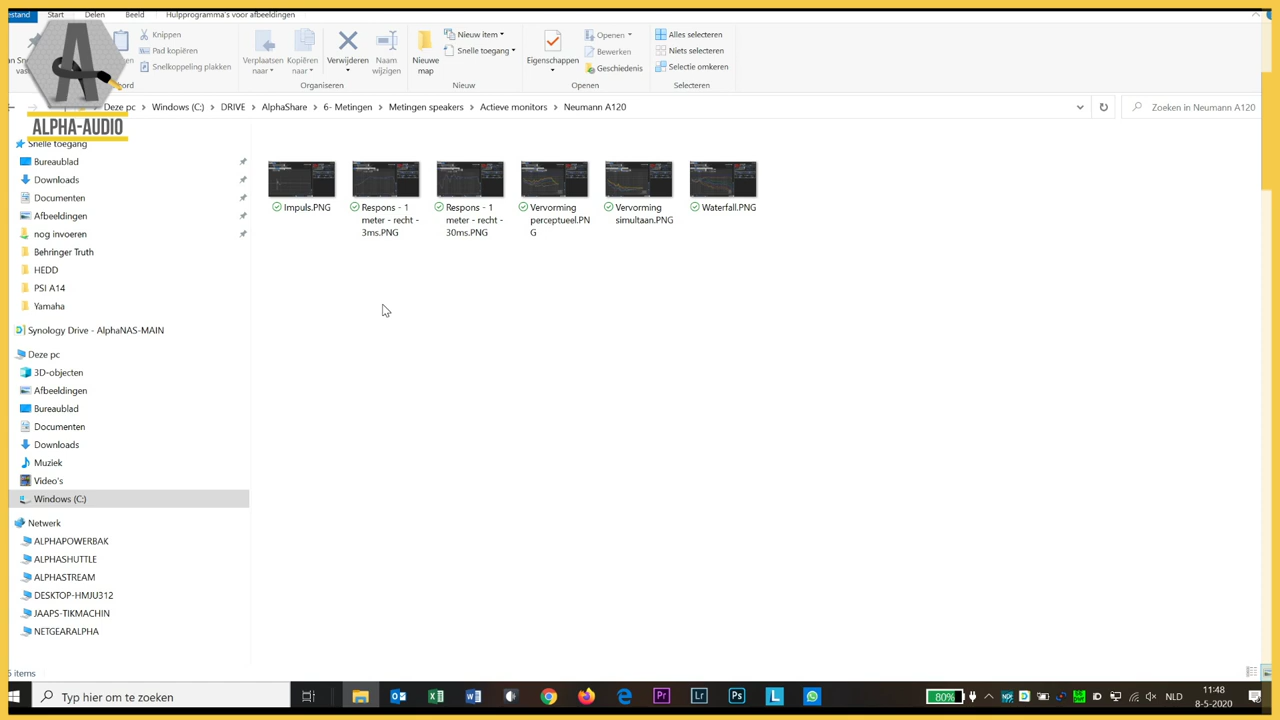 estand Start Delen Beeld Hulpprogramma's voor afbeeldingen
Knippen
Pad kopiëren
Snelkoppeling plakken
Verplaatsen naar
Kopiëren naar
Verwijderen
Naam wijzigen
Organiseren
Nieuwe map
Nieuw item
Snelle toegang
Nieuw
Eigenschappen
Openen
Bewerken
Geschiedenis
Openen
Alles selecteren
Niets selecteren
Selectie omkeren
Selecteren
ALPHA-AUDIO
Deze pc > Windows (C:) > DRIVE > AlphaShare > 6- Metingen > Metingen speakers > Actieve monitors > Neumann A120
Zoeken in Neumann A120
Snelle toegang
Bureaublad
Downloads
Documenten
Afbeeldingen
nog invoeren
Behringer Truth
HEDD
PSI A14
Yamaha
Synology Drive - AlphaNAS-MAIN
Deze pc
3D-objecten
Afbeeldingen
Bureaublad
Documenten
Downloads
Muziek
Video's
Windows (C:)
Netwerk
ALPHAPOWERBAK
ALPHASHUTTLE
ALPHASTREAM
DESKTOP-HMJU312
JAAPS-TIKMACHIN
NETGEARALPHA
Impuls.PNG
Respons - 1
meter - recht -
3ms.PNG
Respons - 1
meter - recht -
30ms.PNG
Vervorming
perceptueel.PN
G
Vervorming
simultaan.PNG
Waterfall.PNG
items
Typ hier om te zoeken
80%
NLD
11:48
8-5-2020